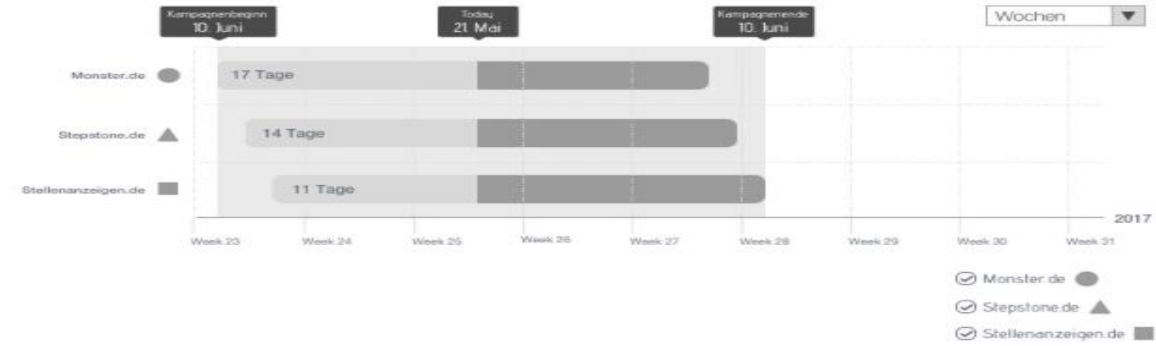 Kampagnenbeginn
10. Juni
Today
21. Mai
Kampagnenende
10. Juni
Wochen
Monster.de
17 Tage
Stepstone.de
14 Tage
Stellenanzeigen.de
11 Tage
2017
Week 23
Week 24
Week 25
Week 26
Week 27
Week 28
Week 29
Week 30
Week 31
Monster.de
Stepstone.de
Stellenanzeigen.de